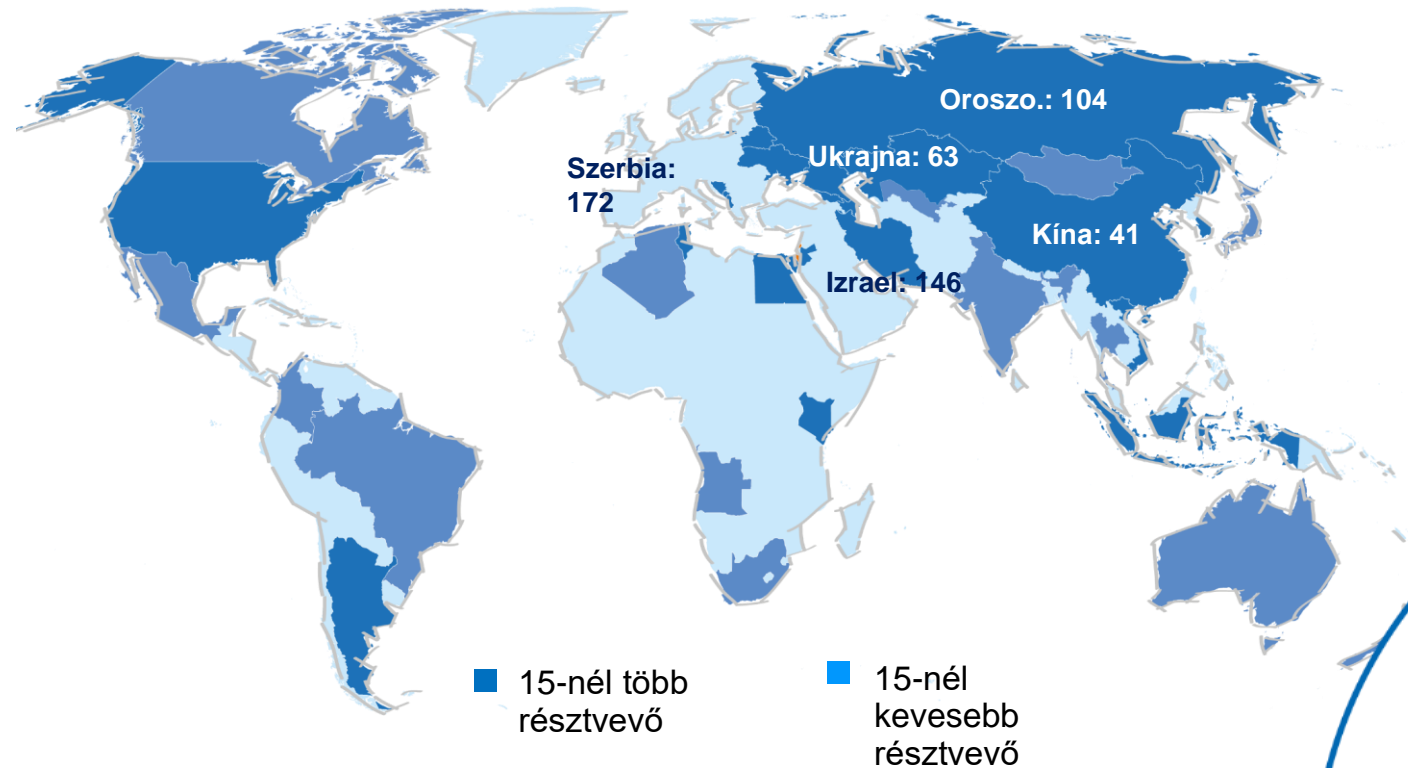 Oroszo.: 104
Ukrajna: 63
Szerbia:
172
Kína: 41
Izrael: 146
15-nél több
résztvevő
15-nél
kevesebb
résztvevő